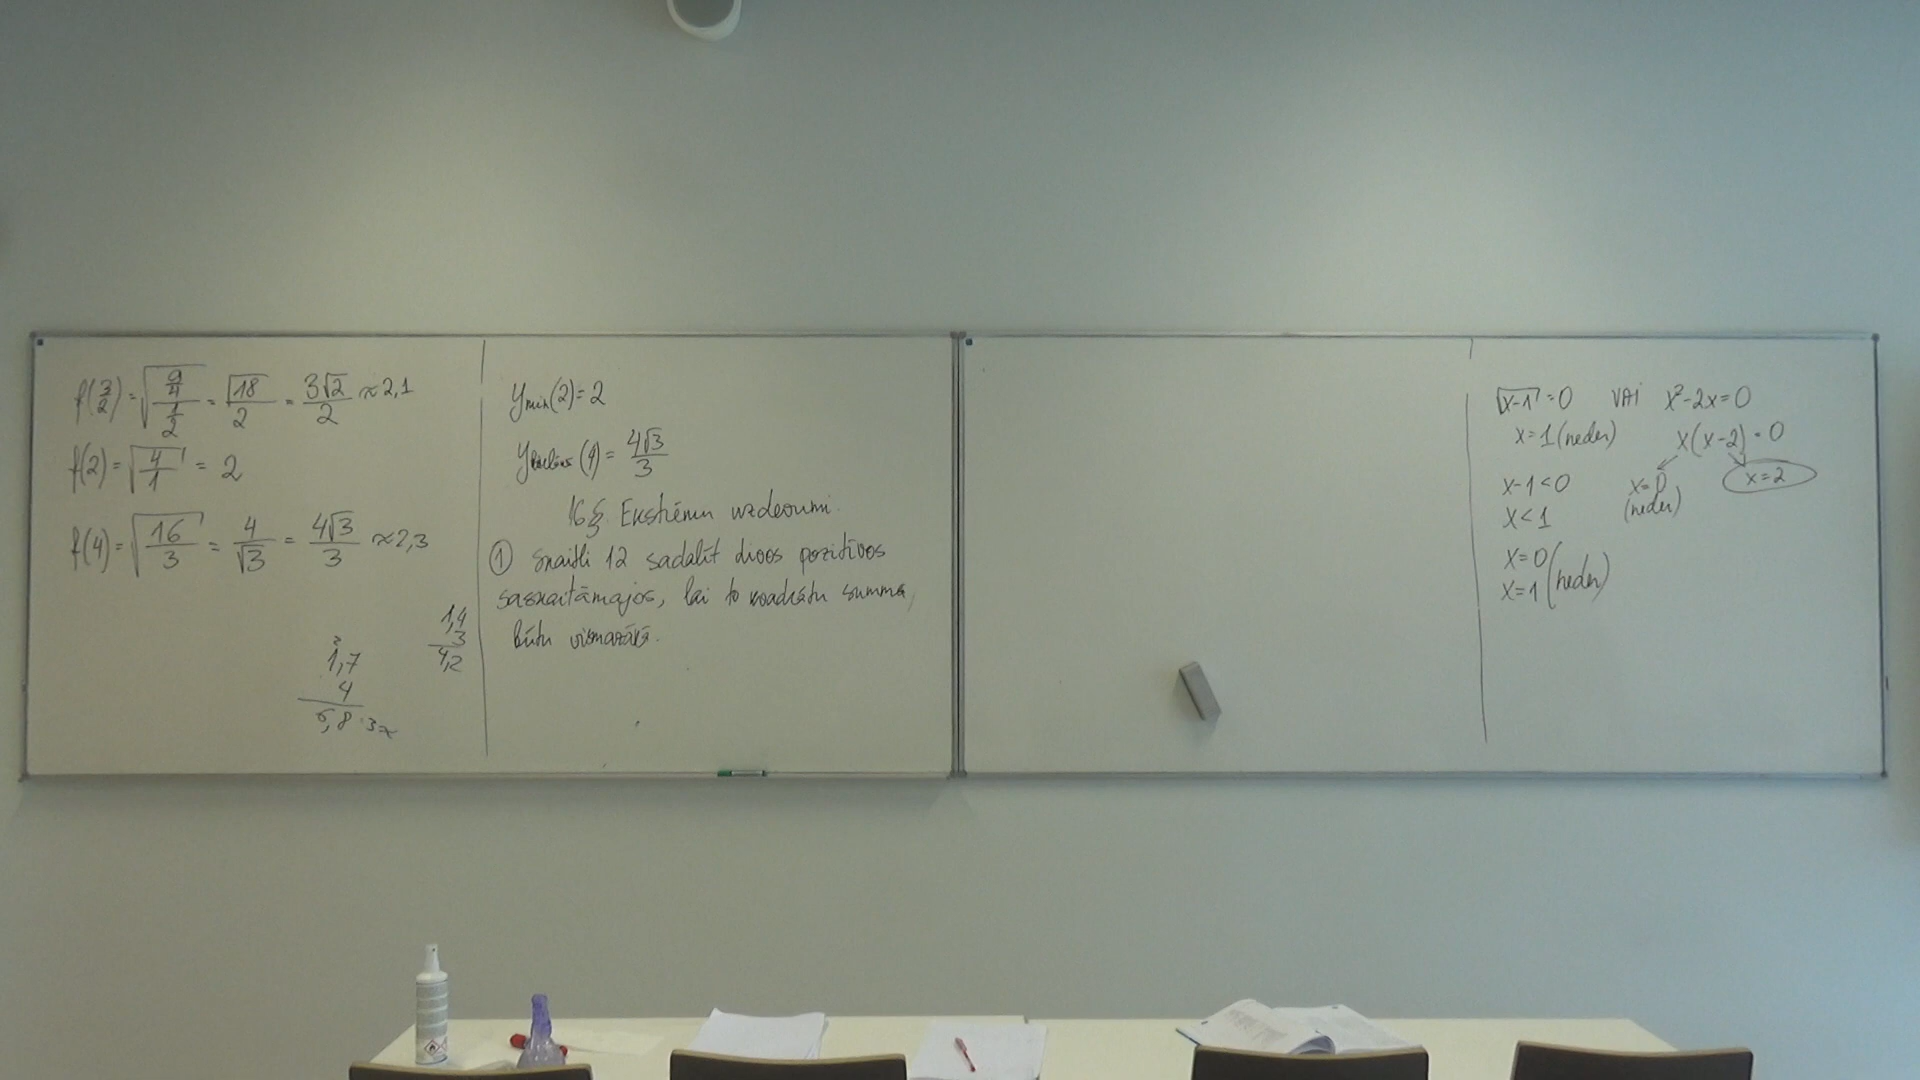 f(3/2) = √((9/4)/(1/2)) = √18/2 = 3√2/2 ≈ 2,1
f(2) = √(4/1) = 2
f(4) = √(16/3) = 4/√3 = 4√3/3 ≈ 2,3
1,4
3
4,2
2
1,7
4
6,8 : 3 ≈
y min(2) = 2
(4) = 4√3/3
16 §. Ekstrēmu uzdevumi.
① Skaitli 12 sadalīt divos pozitīvos
saskaitāmajos, lai to kvadrātu summa
būtu vismazākā.
√x-1 = 0 VAI x²-2x=0
x=1 (neder) x(x-2) = 0
x-1<0 x=0 x=2
x<1 (neder)
x=0
x=1 (neder)